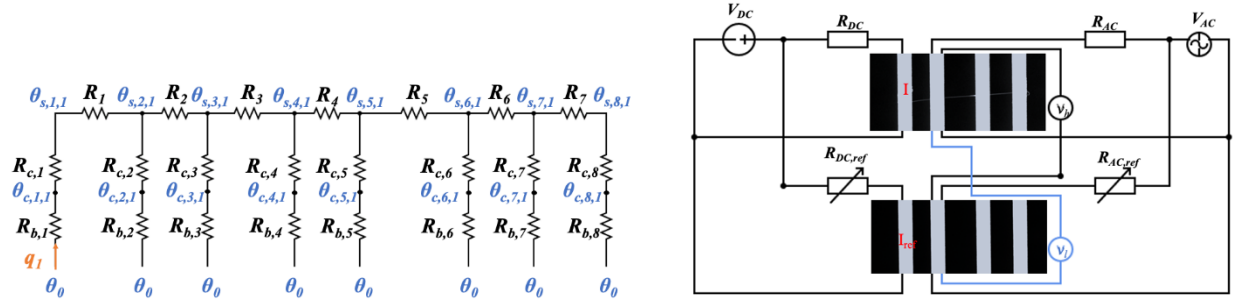 θs,1,1 R1 θs,2,1 R2 θs,3,1 R3 θs,4,1 R4 θs,5,1 R5 θs,6,1 R6 θs,7,1 R7 θs,8,1
Rc,1 Rc,2 Rc,3 Rc,4 Rc,5 Rc,6 Rc,7 Rc,8
θc,1,1 θc,2,1 θc,3,1 θc,4,1 θc,5,1 θc,6,1 θc,7,1 θc,8,1
Rb,1 Rb,2 Rb,3 Rb,4 Rb,5 Rb,6 Rb,7 Rb,8
q1
θ0 θ0 θ0 θ0 θ0 θ0 θ0 θ0
VDC RDC RAC VAC
I
νh
RDC,ref RAC,ref
Iref
νl